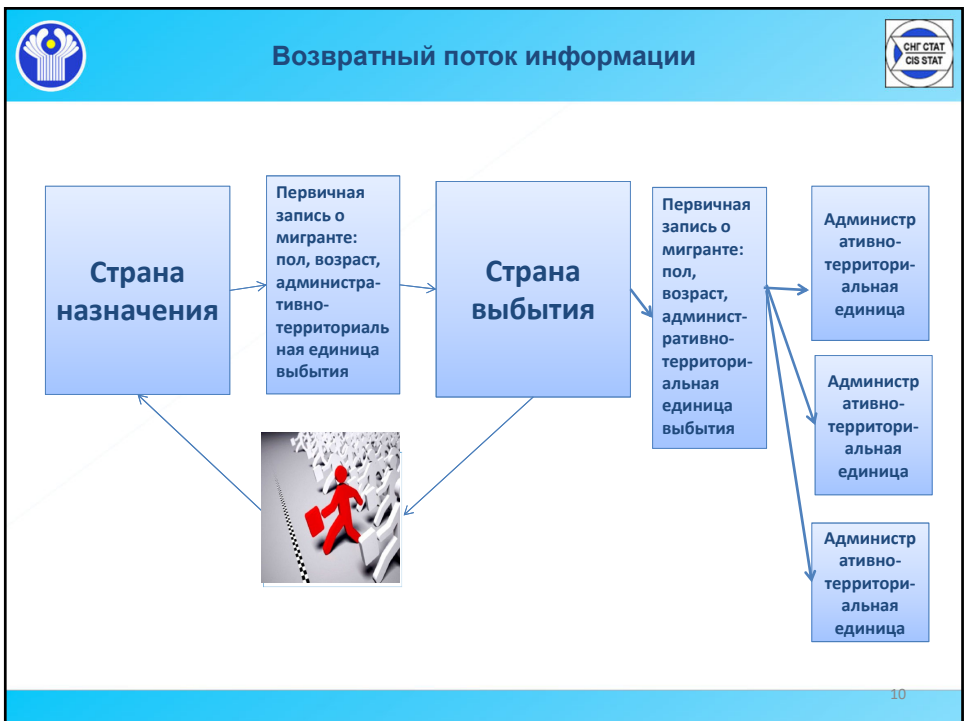 Возвратный поток информации
СНГ СТАТ
CIS STAT
Страна
назначения
Первичная
запись о
мигранте:
пол, возраст,
администра-
тивно-
территориаль
ная единица
выбытия
Страна
выбытия
Первичная
запись о
мигранте:
пол,
возраст,
админист-
ративно-
территори-
альная
единица
выбытия
Администр
ативно-
территори-
альная
единица
Администр
ативно-
территори-
альная
единица
Администр
ативно-
территори-
альная
единица
10